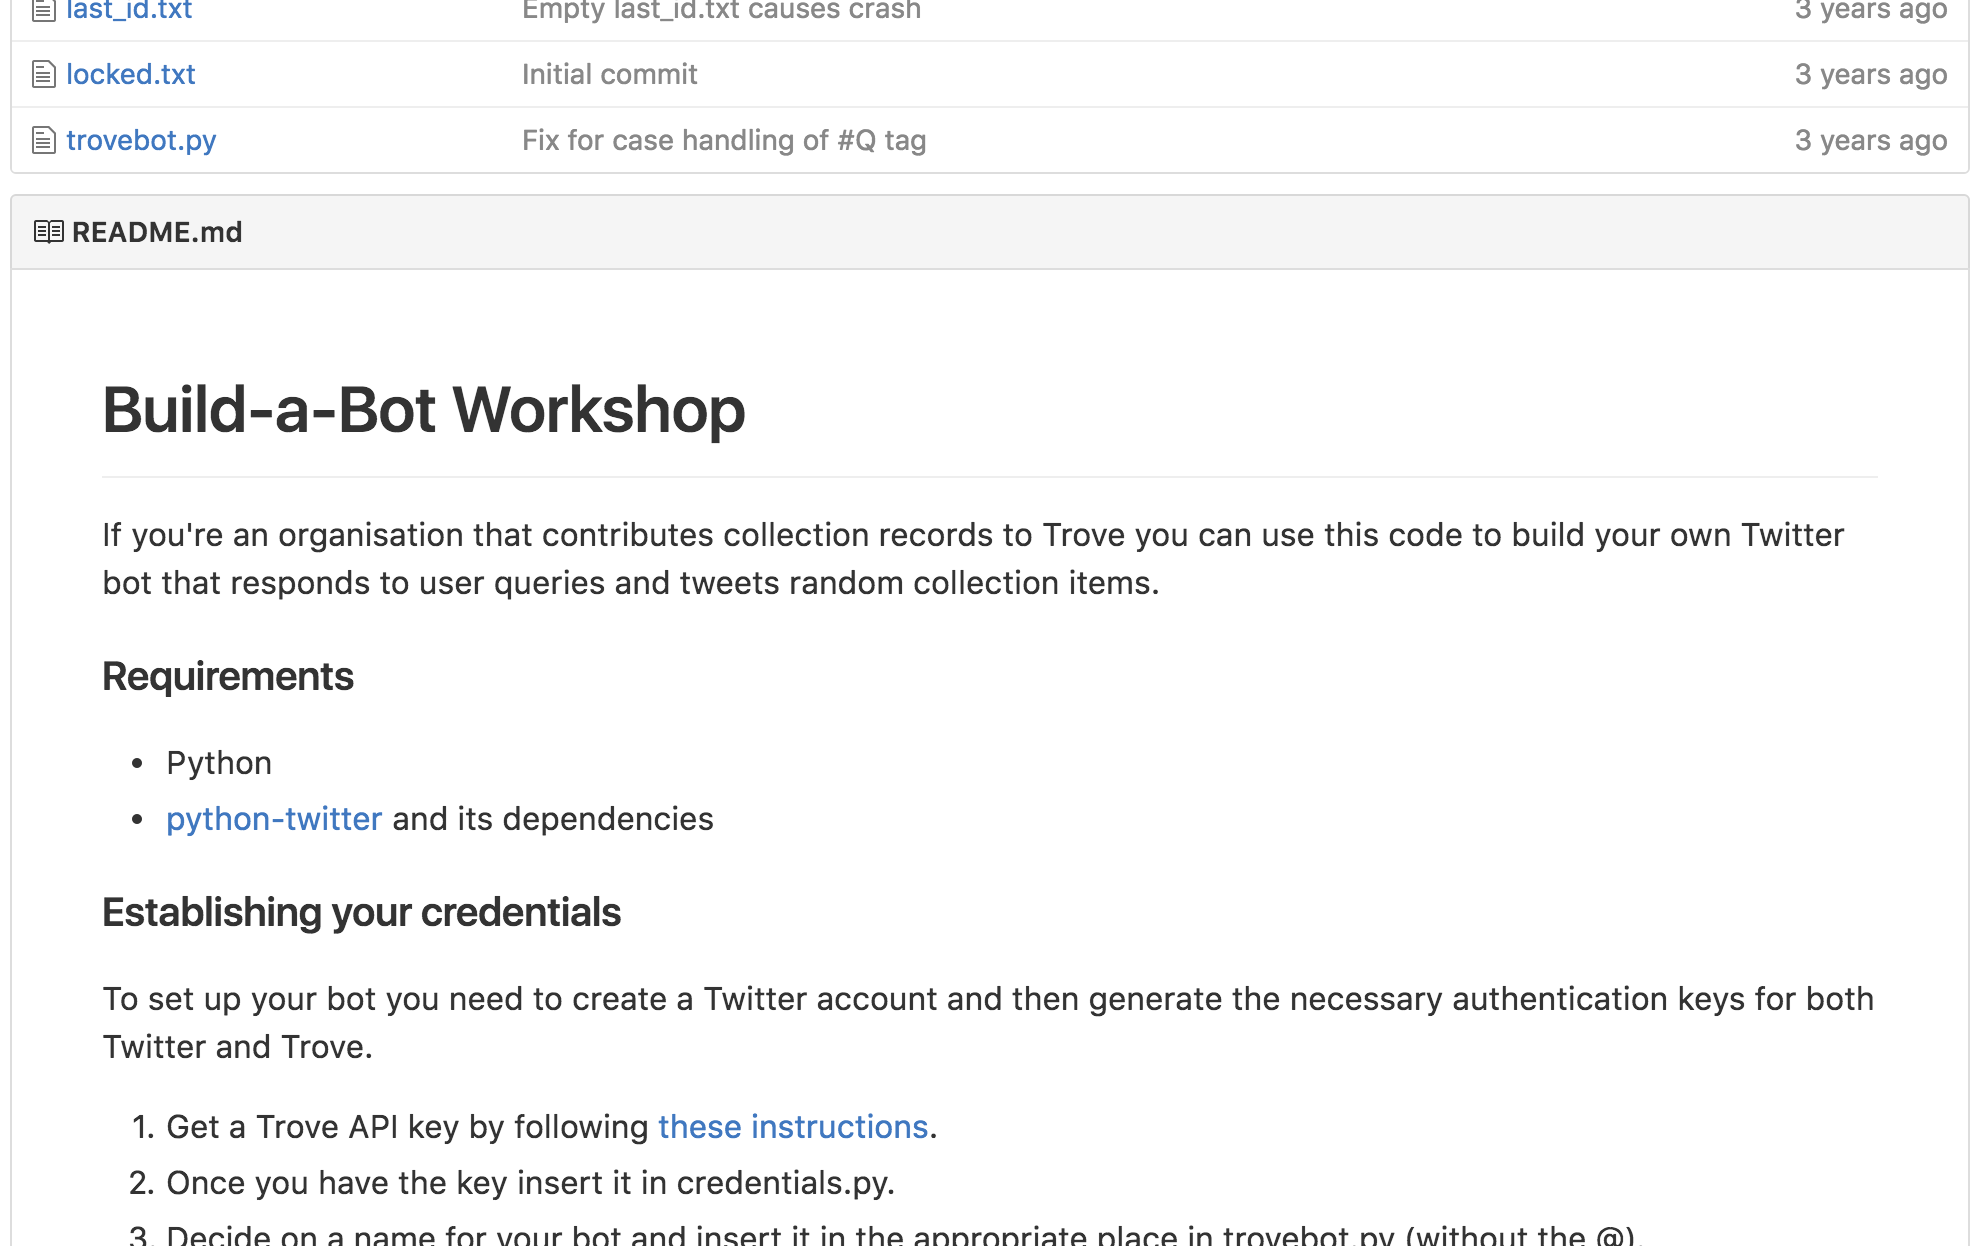 last_id.txt Empty last_id.txt causes crash 3 years ago
locked.txt Initial commit 3 years ago
trovebot.py Fix for case handling of #Q tag 3 years ago
README.md
Build-a-Bot Workshop
If you're an organisation that contributes collection records to Trove you can use this code to build your own Twitter
bot that responds to user queries and tweets random collection items.
Requirements
• Python
• python-twitter and its dependencies
Establishing your credentials
To set up your bot you need to create a Twitter account and then generate the necessary authentication keys for both
Twitter and Trove.
1. Get a Trove API key by following these instructions.
2. Once you have the key insert it in credentials.py.
3. Decide on a name for your bot and insert it in the appropriate place in trovebot.py (without the @).